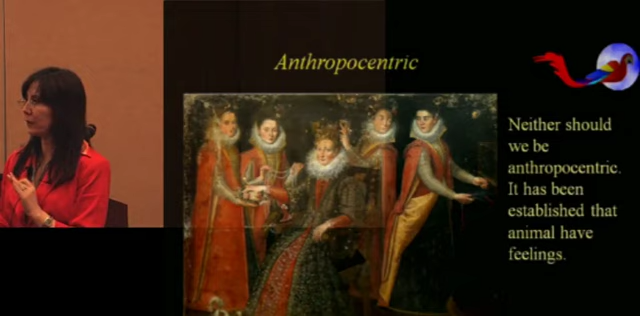 Anthropocentric
Neither should
we be
anthropocentric.
It has been
established that
animal have
feelings.